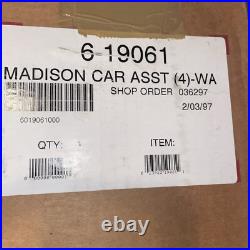 6-19061
MADISON CAR ASST (4)-WA
SHOP ORDER 036297
2/03/97
6019061000
QTY:
ITEM: